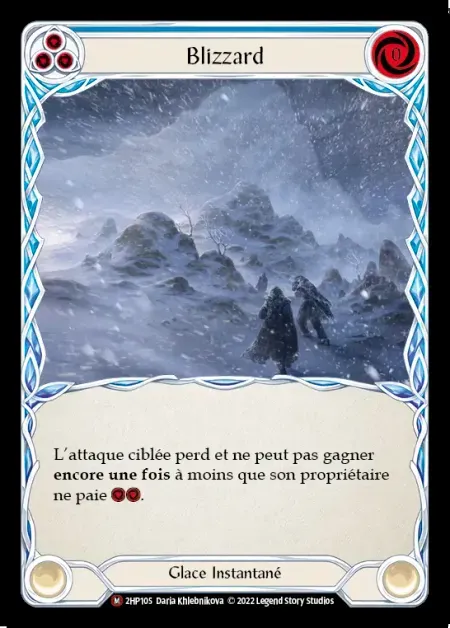 Blizzard
0
L'attaque ciblée perd et ne peut pas gagner
encore une fois à moins que son propriétaire
ne paie .
Glace Instantané
M 2HP105 Daria Khlebnikova © 2022 Legend Story Studios